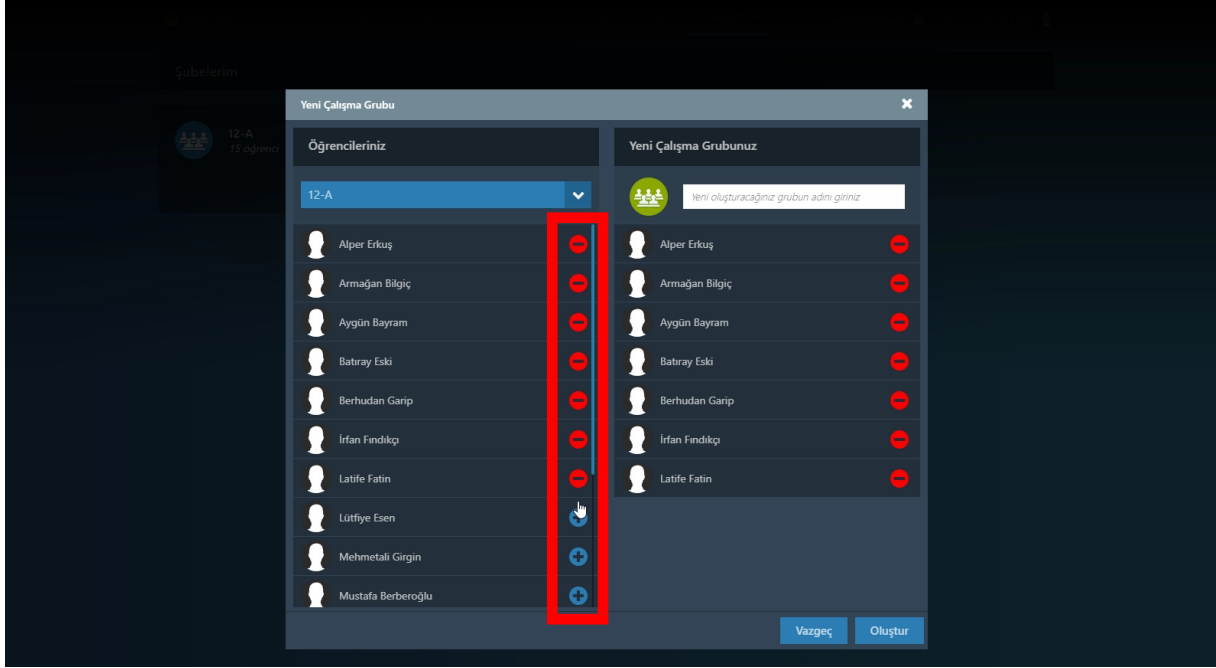 Şubelerim
12-A
15 öğrenci
Yeni Çalışma Grubu
Öğrencileriniz
12-A
Alper Erkuş
Armağan Bilgiç
Aygün Bayram
Batıray Eski
Berhudan Garip
İrfan Fındıkçı
Latife Fatin
Lütfiye Esen
Mehmetali Girgin
Mustafa Berberoğlu
Yeni Çalışma Grubunuz
Yeni oluşturacağınız grubun adını giriniz
Alper Erkuş
Armağan Bilgiç
Aygün Bayram
Batıray Eski
Berhudan Garip
İrfan Fındıkçı
Latife Fatin
Vazgeç
Oluştur